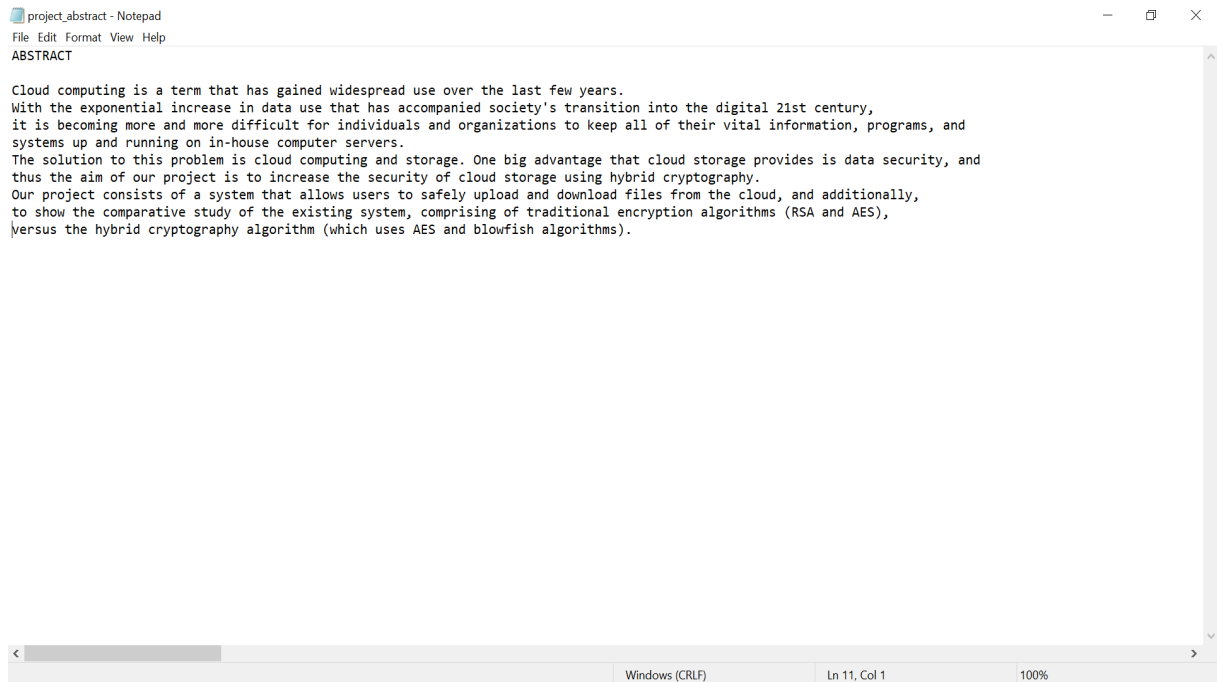 project_abstract - Notepad
File Edit Format View Help
ABSTRACT
Cloud computing is a term that has gained widespread use over the last few years.
With the exponential increase in data use that has accompanied society's transition into the digital 21st century,
it is becoming more and more difficult for individuals and organizations to keep all of their vital information, programs, and
systems up and running on in-house computer servers.
The solution to this problem is cloud computing and storage. One big advantage that cloud storage provides is data security, and
thus the aim of our project is to increase the security of cloud storage using hybrid cryptography.
Our project consists of a system that allows users to safely upload and download files from the cloud, and additionally,
to show the comparative study of the existing system, comprising of traditional encryption algorithms (RSA and AES),
versus the hybrid cryptography algorithm (which uses AES and blowfish algorithms).
Windows (CRLF) Ln 11, Col 1 100%